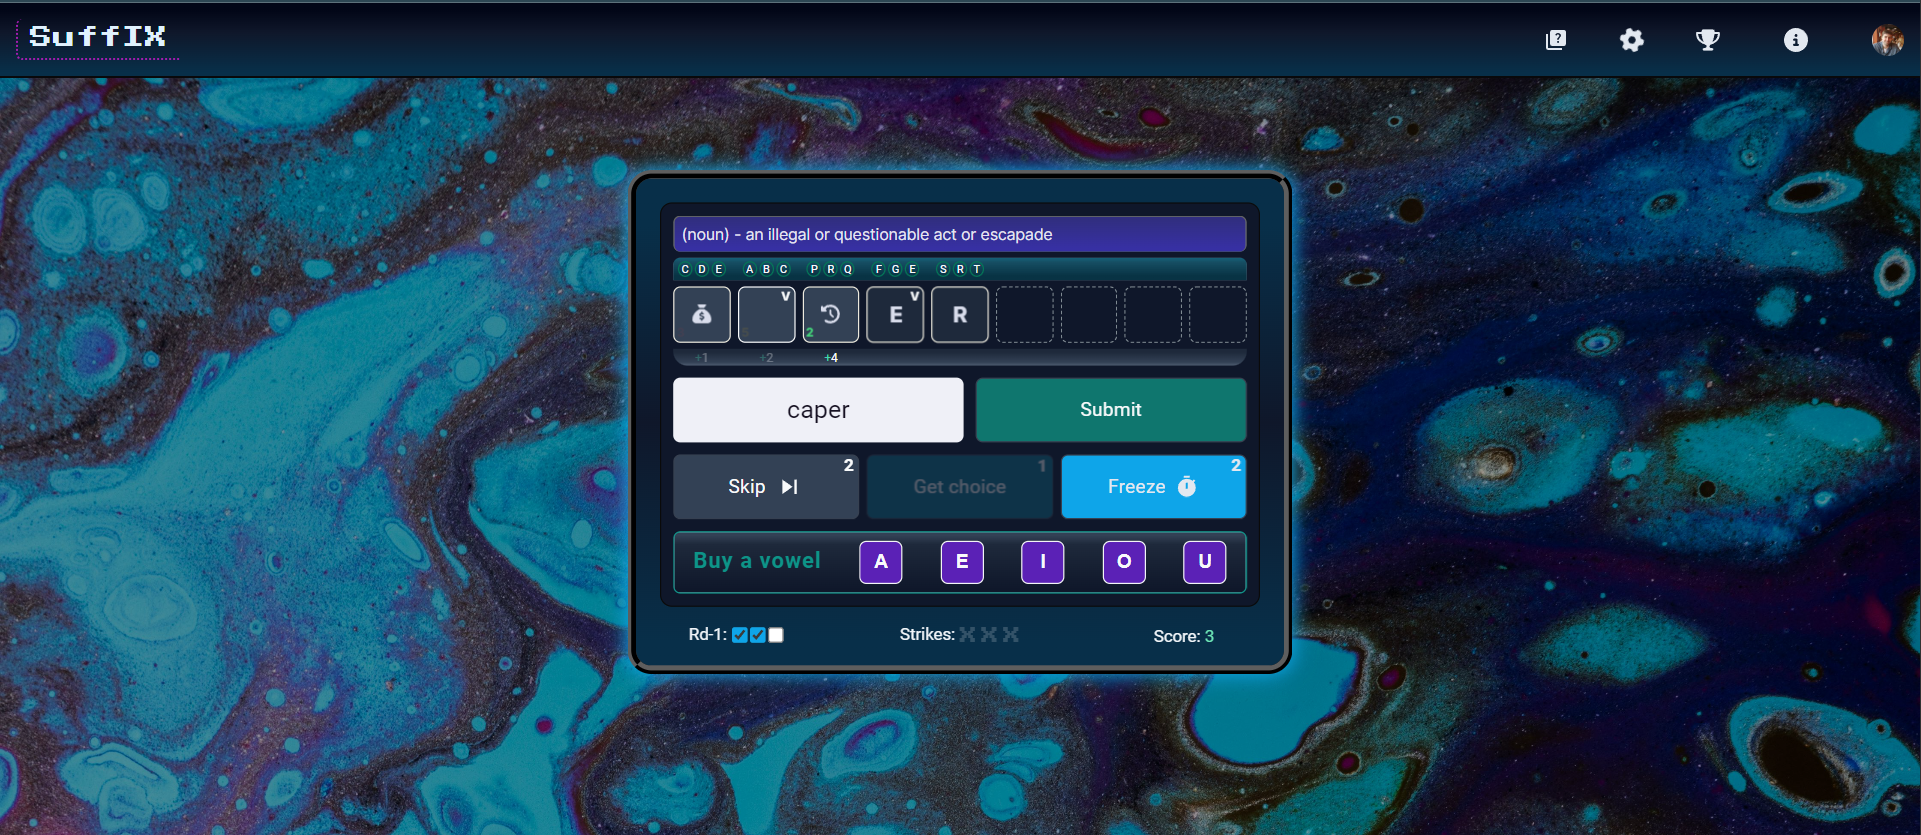 SuffIX
(noun) - an illegal or questionable act or escapade
C D E A B C P R Q F G E S R T
V V
E R
5 2
+1 +2 +4
caper Submit
Skip 2 Get choice 1 Freeze 2
Buy a vowel A E I O U
Rd-1: Strikes: X X X Score: 3